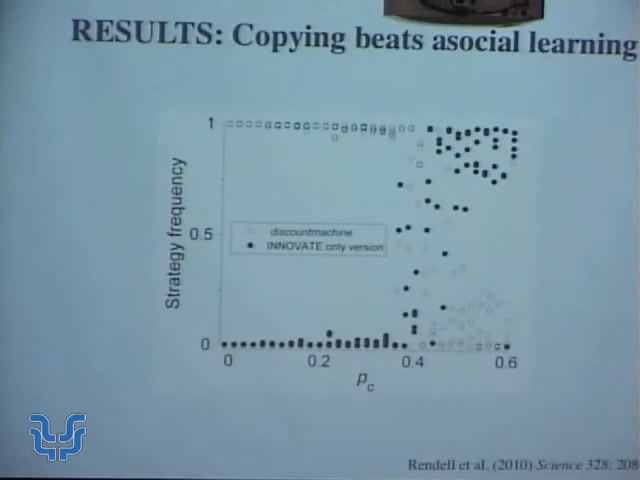 RESULTS: Copying beats asocial learning
1
Strategy frequency
discountmachine
0.5
INNOVATE only version
0
0 0.2 0.4 0.6
pc
Rendell et al. (2010) Science 328: 208